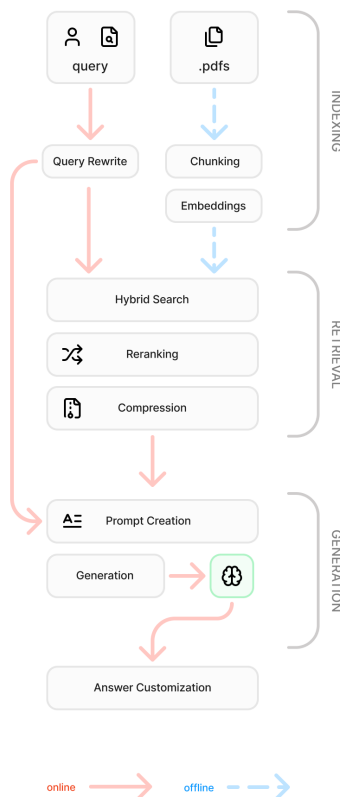 query
.pdfs
INDEXING
Query Rewrite
Chunking
Embeddings
Hybrid Search
RETRIEVAL
Reranking
Compression
Prompt Creation
GENERATION
Generation
Answer Customization
online
offline